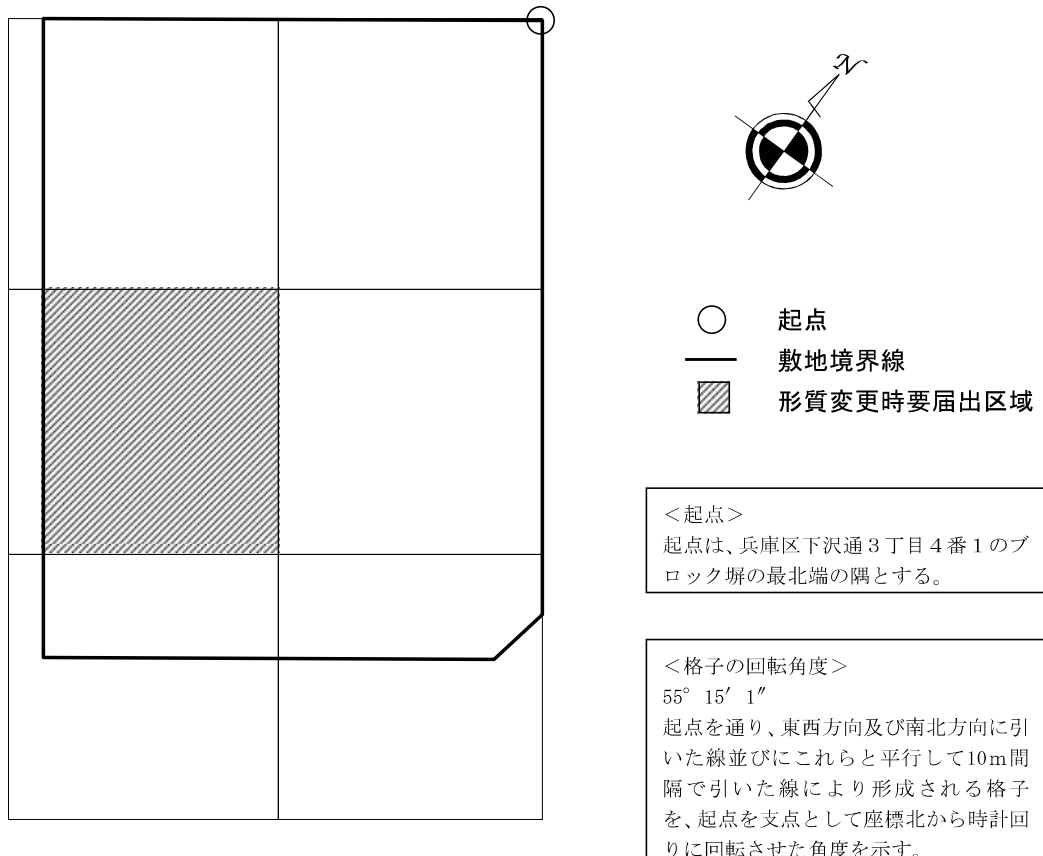 N
起点
敷地境界線
形質変更時要届出区域
＜起点＞
起点は、兵庫区下沢通３丁目４番１のブ
ロック塀の最北端の隅とする。
＜格子の回転角度＞
55°15′1″
起点を通り、東西方向及び南北方向に引
いた線並びにこれらと平行して10ｍ間
隔で引いた線により形成される格子
を、起点を支点として座標北から時計回
りに回転させた角度を示す。